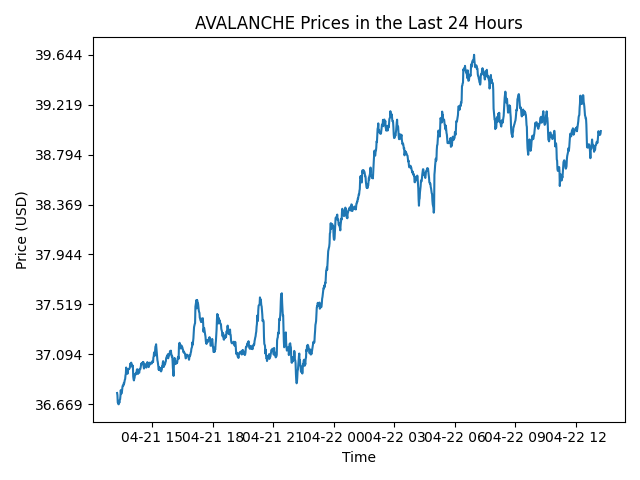 AVALANCHE Prices in the Last 24 Hours
Price (USD)
39.644
39.219
38.794
38.369
37.944
37.519
37.094
36.669
04-21 15 04-21 18 04-21 21 04-22 00 04-22 03 04-22 06 04-22 09 04-22 12
Time